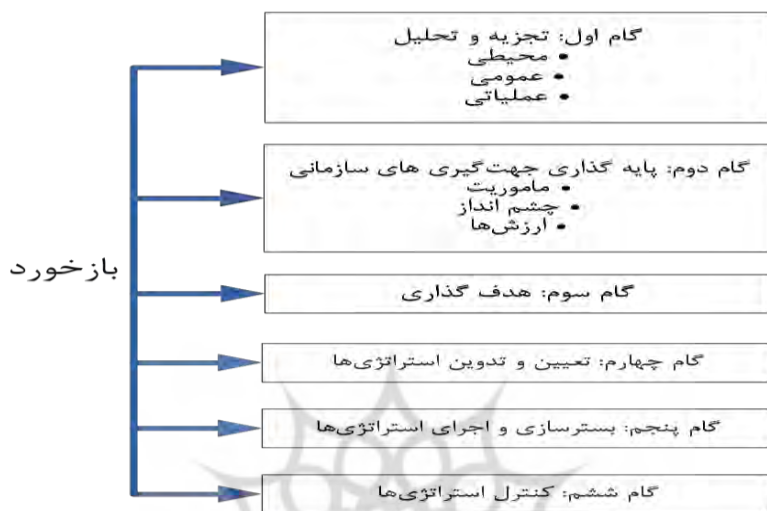 گام اول: تجزیه و تحلیل
• محیطی
• عمومی
• عملیاتی
گام دوم: پایه گذاری جهت‌گیری های سازمانی
• ماموریت
• چشم انداز
• ارزش‌ها
بازخورد
گام سوم: هدف گذاری
گام چهارم: تعیین و تدوین استراتژی‌ها
گام پنجم: بسترسازی و اجرای استراتژی‌ها
گام ششم: کنترل استراتژی‌ها